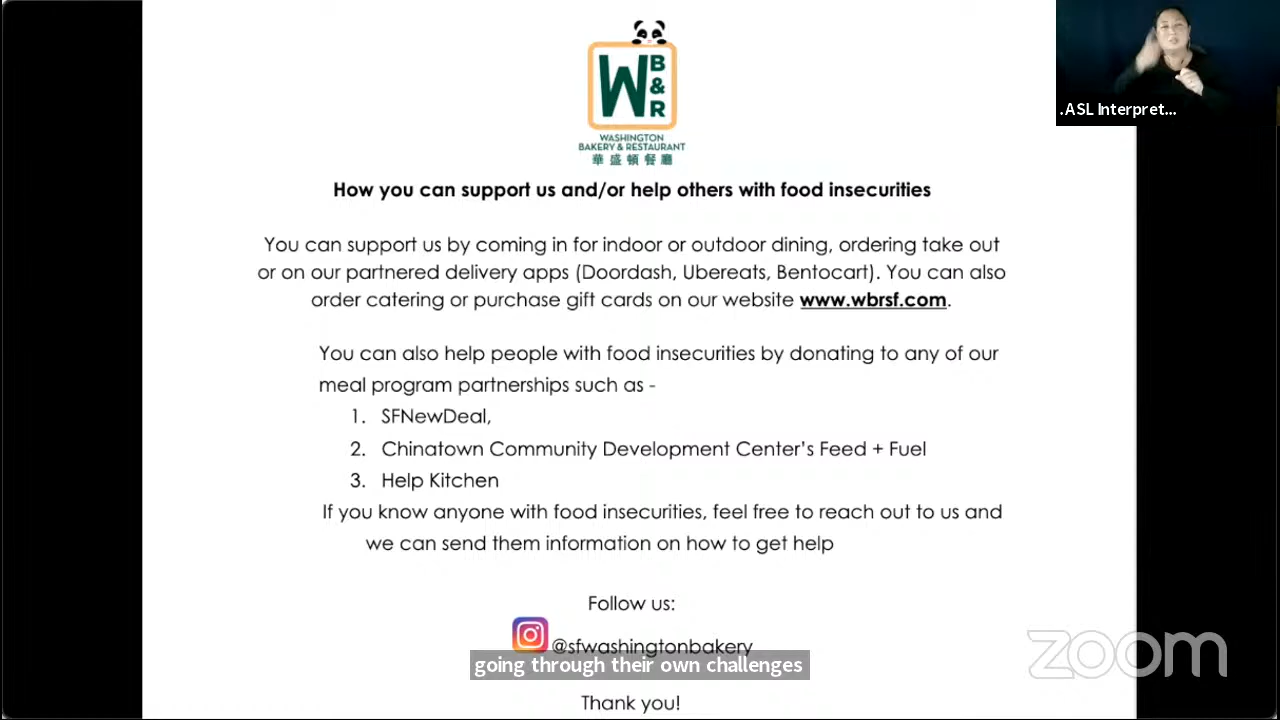 W B & R
WASHINGTON
BAKERY & RESTAURANT
華盛頓餐廳
.ASL Interpret...
How you can support us and/or help others with food insecurities
You can support us by coming in for indoor or outdoor dining, ordering take out
or on our partnered delivery apps (Doordash, Ubereats, Bentocart). You can also
order catering or purchase gift cards on our website www.wbrsf.com.
You can also help people with food insecurities by donating to any of our
meal program partnerships such as -
1. SFNewDeal,
2. Chinatown Community Development Center’s Feed + Fuel
3. Help Kitchen
If you know anyone with food insecurities, feel free to reach out to us and
we can send them information on how to get help
Follow us:
@sfwashingtonbakery
going through their own challenges
zoom
Thank you!